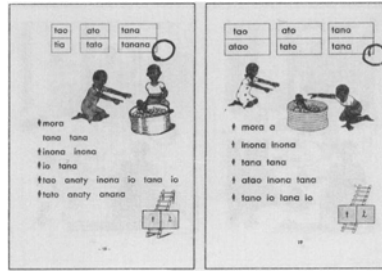 tao ato tana
tia tato tanana
mora
tana tana
inona inona
io tana
tao anaty inona io tana io
tato anaty anana
t
tao ato tana
atao tato tana
mora a
inona inona
tana tana
atao inona tana
tano io lana io
t